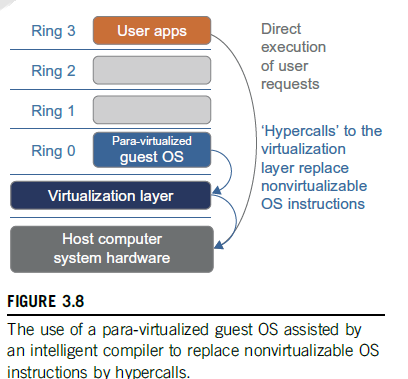 Ring 3
User apps
Direct
execution
of user
requests
Ring 2
Ring 1
Ring 0
Para-virtualized
guest OS
‘Hypercalls’ to the
virtualization
layer replace
nonvirtualizable
OS instructions
Virtualization layer
Host computer
system hardware
FIGURE 3.8
The use of a para-virtualized guest OS assisted by
an intelligent compiler to replace nonvirtualizable OS
instructions by hypercalls.